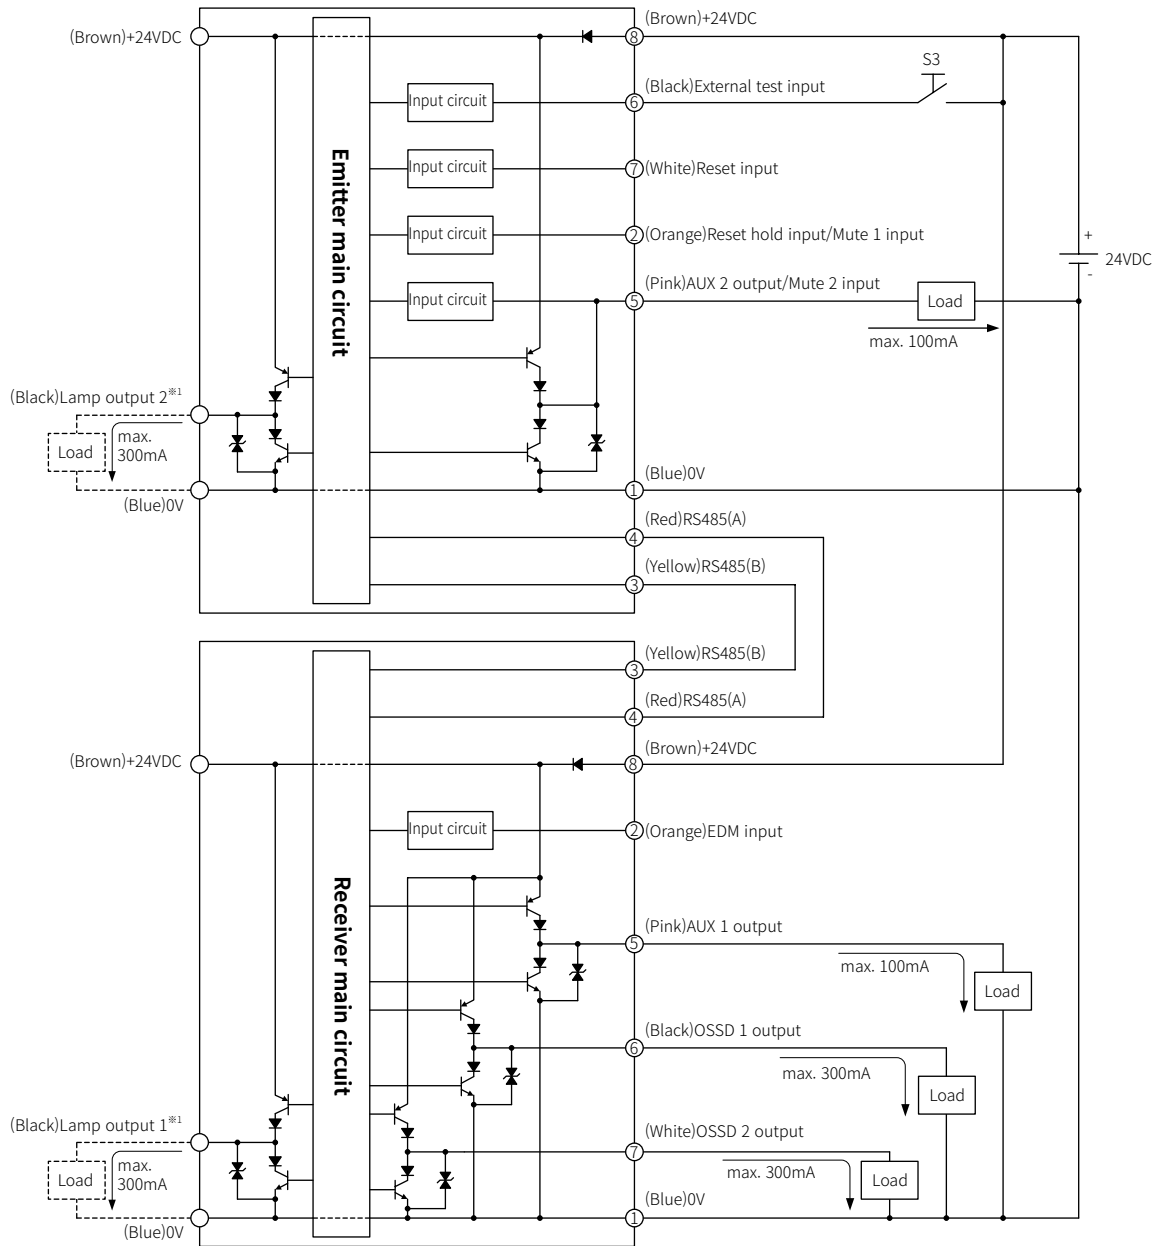 (Brown)+24VDC
(Brown)+24VDC
8
S3
(Black)External test input
Input circuit
6
Input circuit
7
(White)Reset input
Emitter main circuit
Input circuit
2
(Orange)Reset hold input/Mute 1 input
+
24VDC
-
(Pink)AUX 2 output/Mute 2 input
Input circuit
5
Load
max. 100mA
(Black)Lamp output 2※1
Load
max.
300mA
(Blue)0V
(Blue)0V
1
(Red)RS485(A)
4
(Yellow)RS485(B)
3
(Yellow)RS485(B)
3
(Red)RS485(A)
4
(Brown)+24VDC
(Brown)+24VDC
8
Input circuit
2
(Orange)EDM input
Receiver main circuit
(Pink)AUX 1 output
5
max. 100mA
Load
(Black)OSSD 1 output
6
max. 300mA
Load
(Black)Lamp output 1※1
(White)OSSD 2 output
7
Load
max.
300mA
max. 300mA
Load
(Blue)0V
(Blue)0V
1